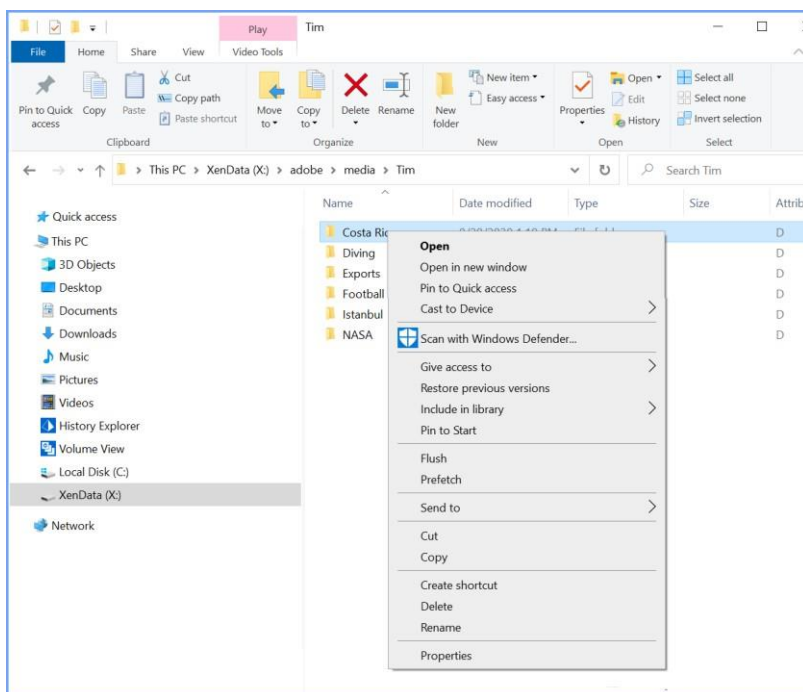 Play Tim
File Home Share View Video Tools
Pin to Quick access
Copy
Paste
Cut
Copy path
Paste shortcut
Move to
Copy to
Delete
Rename
New folder
New item
Easy access
Properties
Open
Edit
History
Select all
Select none
Invert selection
Clipboard Organize New Open Select
This PC > XenData (X:) > adobe > media > Tim
Search Tim
Name Date modified Type Size
Quick access
This PC
3D Objects
Desktop
Documents
Downloads
Music
Pictures
Videos
History Explorer
Volume View
Local Disk (C:)
XenData (X:)
Network
Costa D
Diving D
Exports D
Football D
Istanbul D
NASA D
Open
Open in new window
Pin to Quick access
Cast to Device
Scan with Windows Defender...
Give access to
Restore previous versions
Include in library
Pin to Start
Flush
Prefetch
Send to
Cut
Copy
Create shortcut
Delete
Rename
Properties